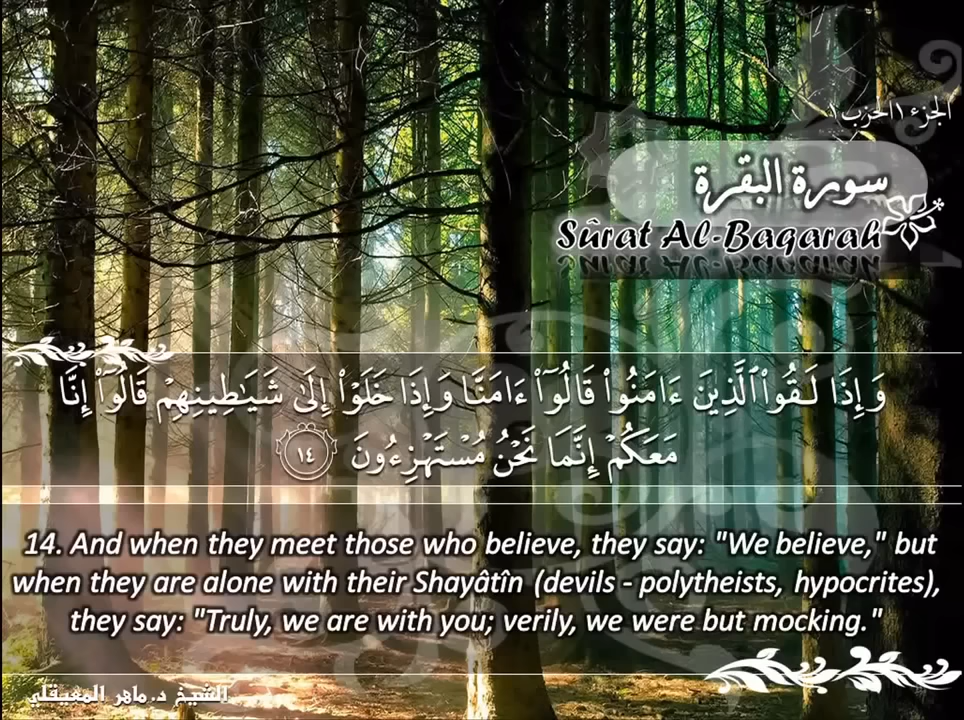 الجزء ١ الحزب ١
سورة البقرة
Sûrat Al-Baqarah
وَإِذَا لَقُوا۟ ٱلَّذِينَ ءَامَنُوا۟ قَالُوٓا۟ ءَامَنَّا وَإِذَا خَلَوْا۟ إِلَىٰ شَيَـٰطِينِهِمْ قَالُوٓا۟ إِنَّا
مَعَكُمْ إِنَّمَا نَحْنُ مُسْتَهْزِءُونَ ١٤
14. And when they meet those who believe, they say: "We believe," but
when they are alone with their Shayâtîn (devils - polytheists, hypocrites),
they say: "Truly, we are with you; verily, we were but mocking."
الشيخ د. ماهر المعيقلي